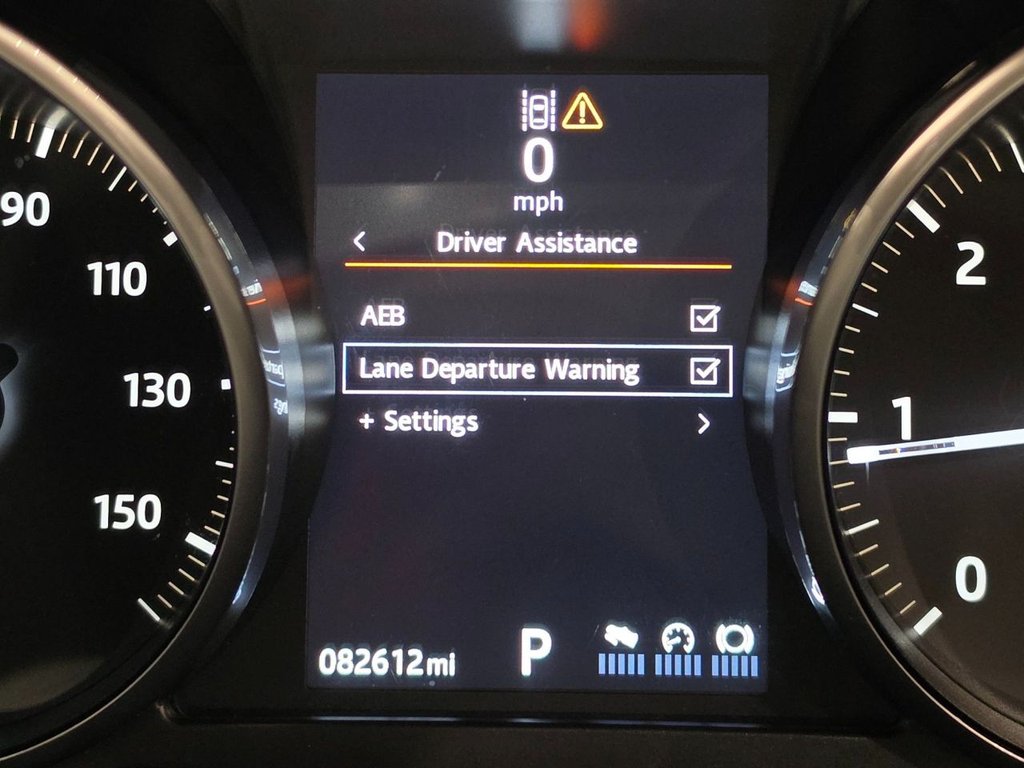 0
mph
Driver Assistance
AEB
Lane Departure Warning
+ Settings
082612mi
P
90
110
130
150
2
1
0